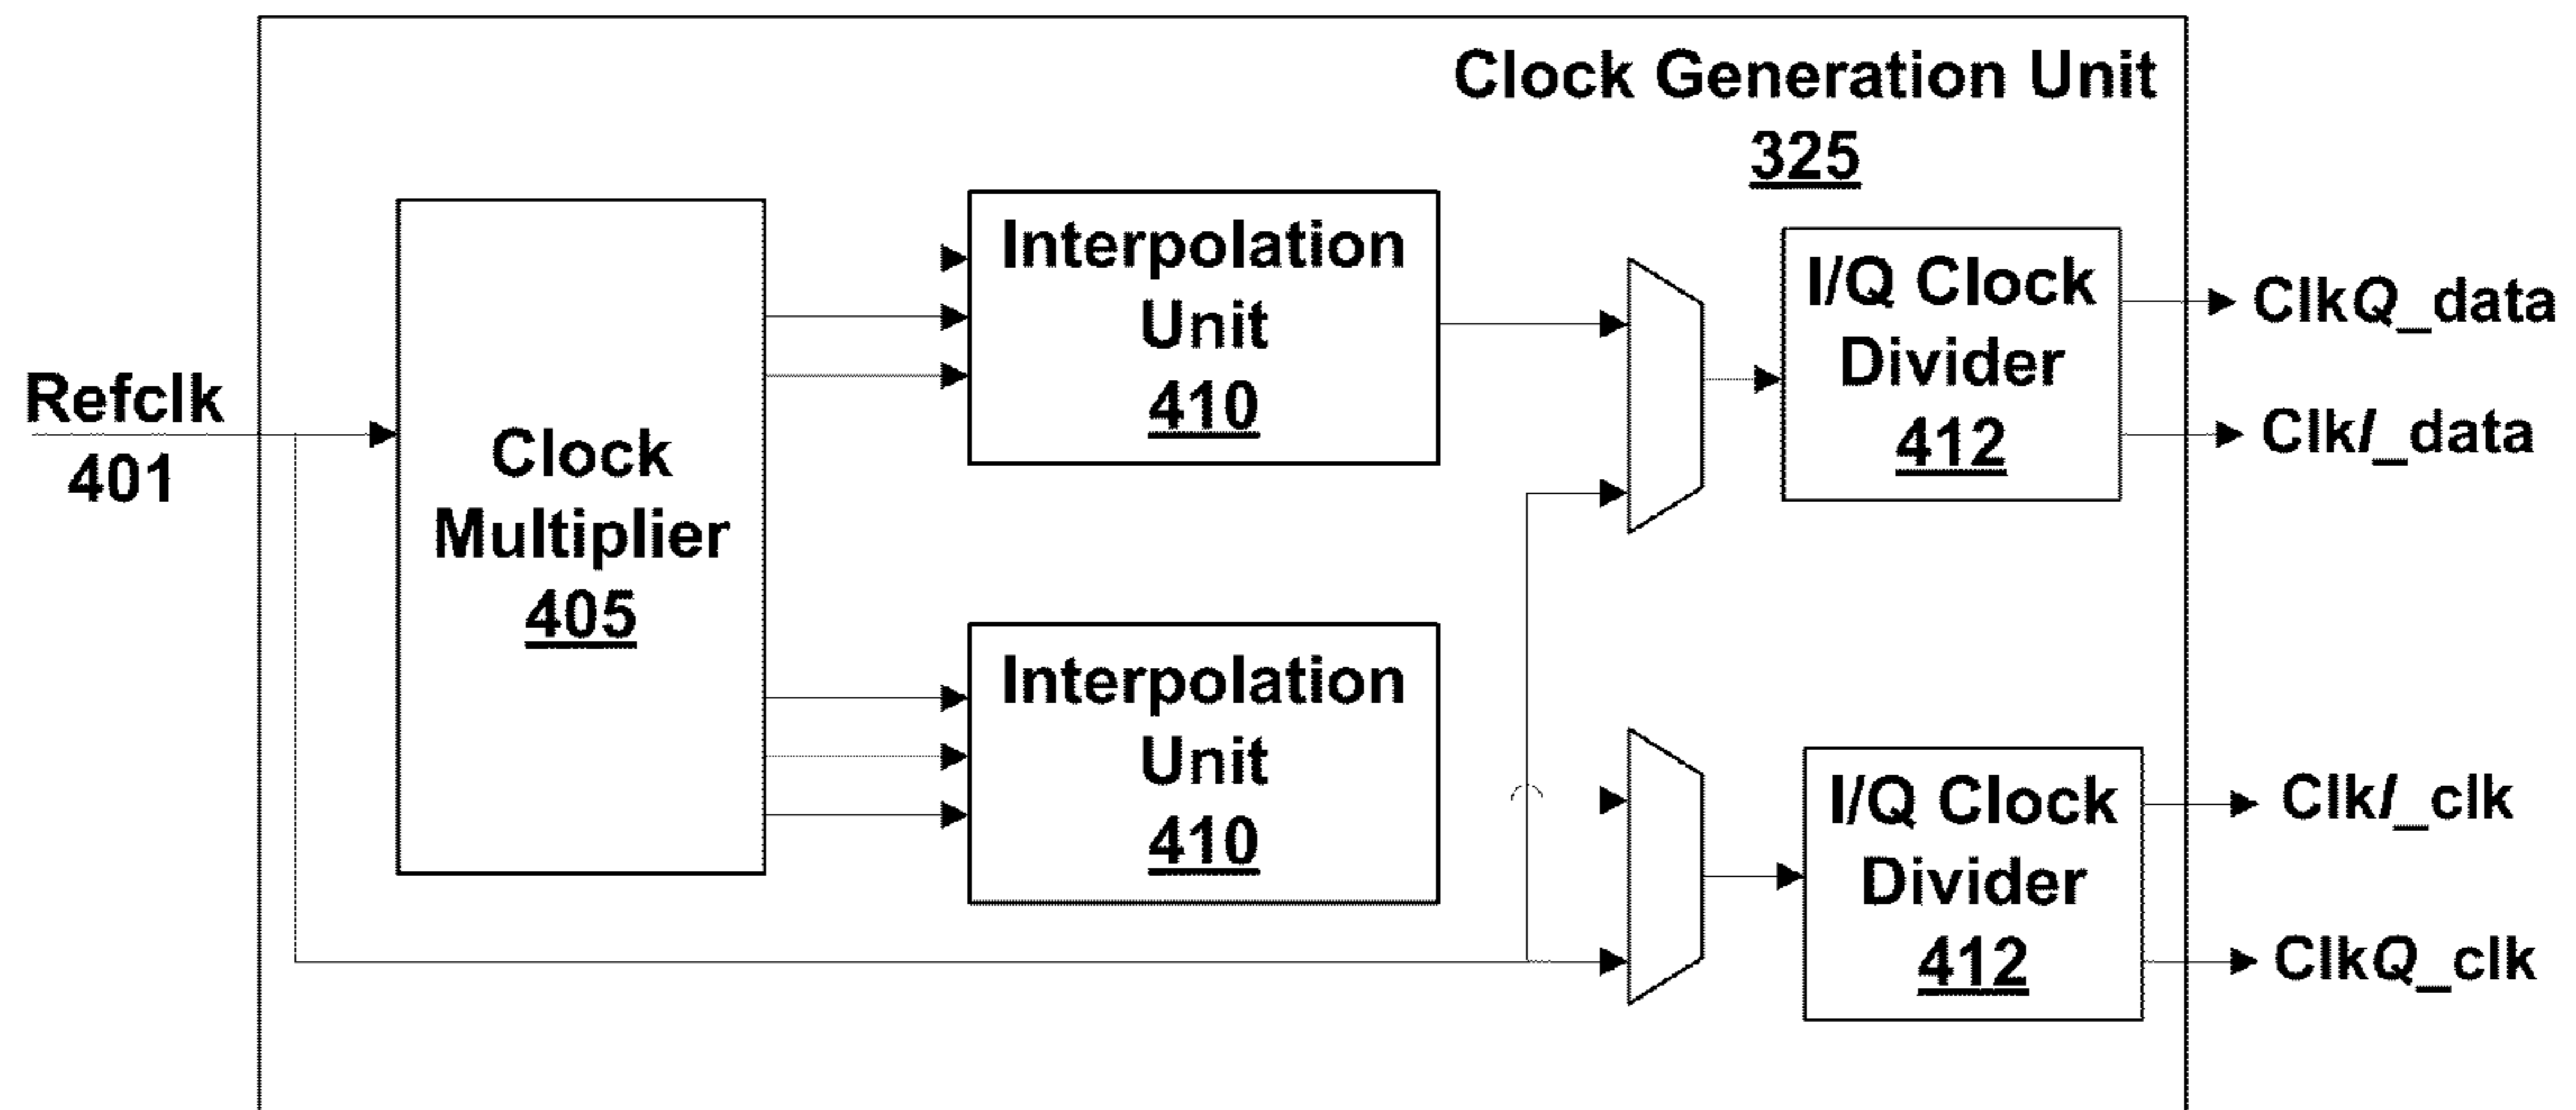 Clock Generation Unit
325
Refclk
401
Clock
Multiplier
405
Interpolation
Unit
410
Interpolation
Unit
410
I/Q Clock
Divider
412
I/Q Clock
Divider
412
ClkQ_data
ClkI_data
ClkI_clk
ClkQ_clk